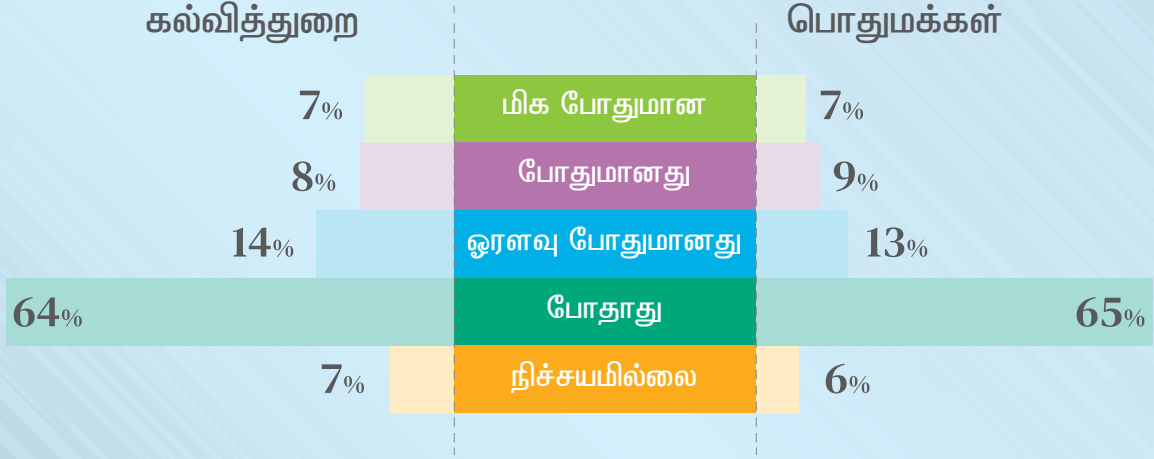 கல்வித்துறை பொதுமக்கள்
7% மிக போதுமான 7%
8% போதுமானது 9%
14% ஓரளவு போதுமானது 13%
64% போதாது 65%
7% நிச்சயமில்லை 6%